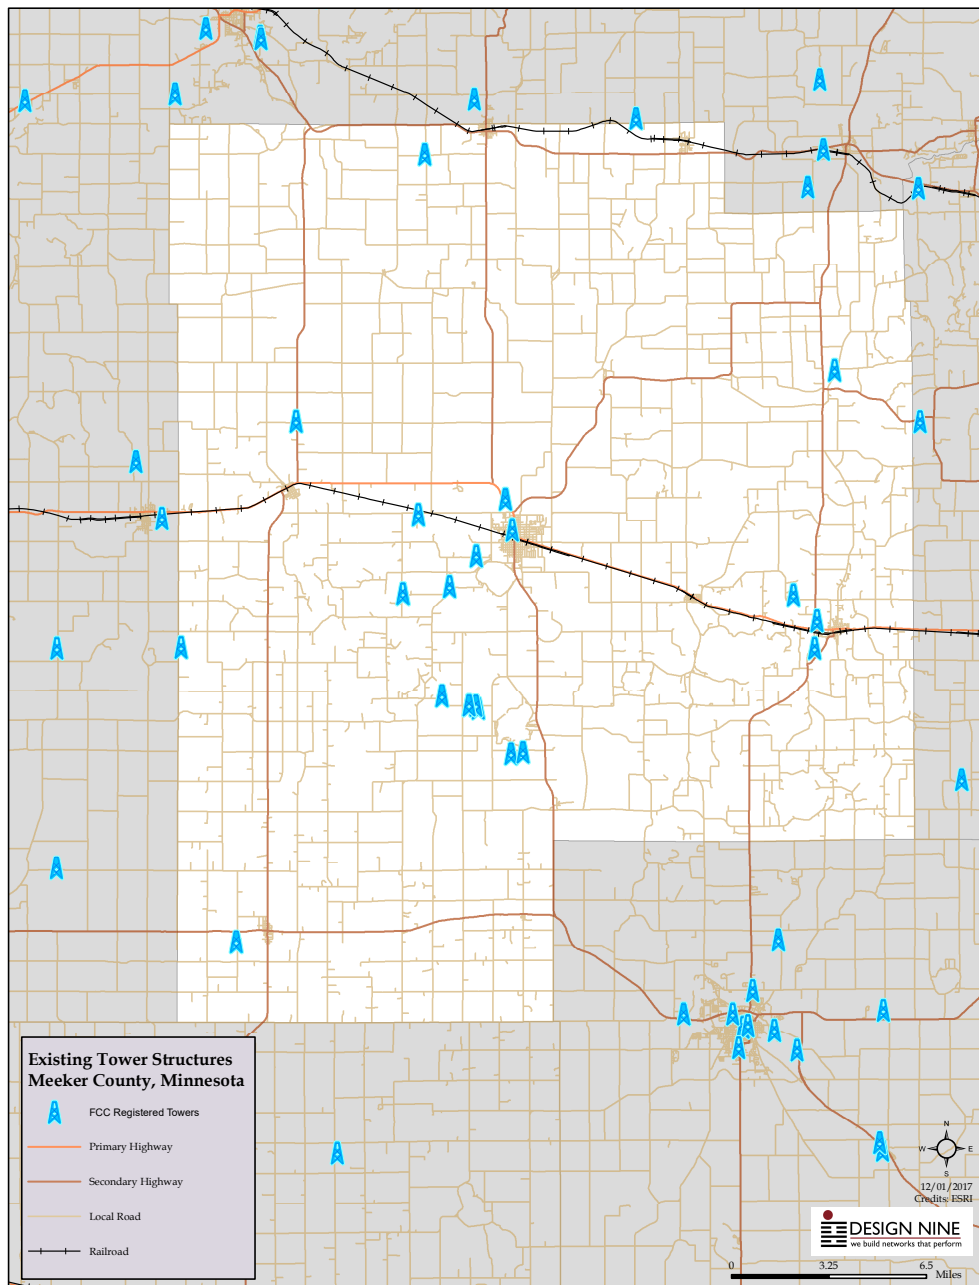 Existing Tower Structures
Meeker County, Minnesota
FCC Registered Towers
Primary Highway
Secondary Highway
Local Road
Railroad
N
W E
S
12/01/2017
Credits: ESRI
DESIGN NINE
we build networks that perform
0 3.25 6.5
Miles